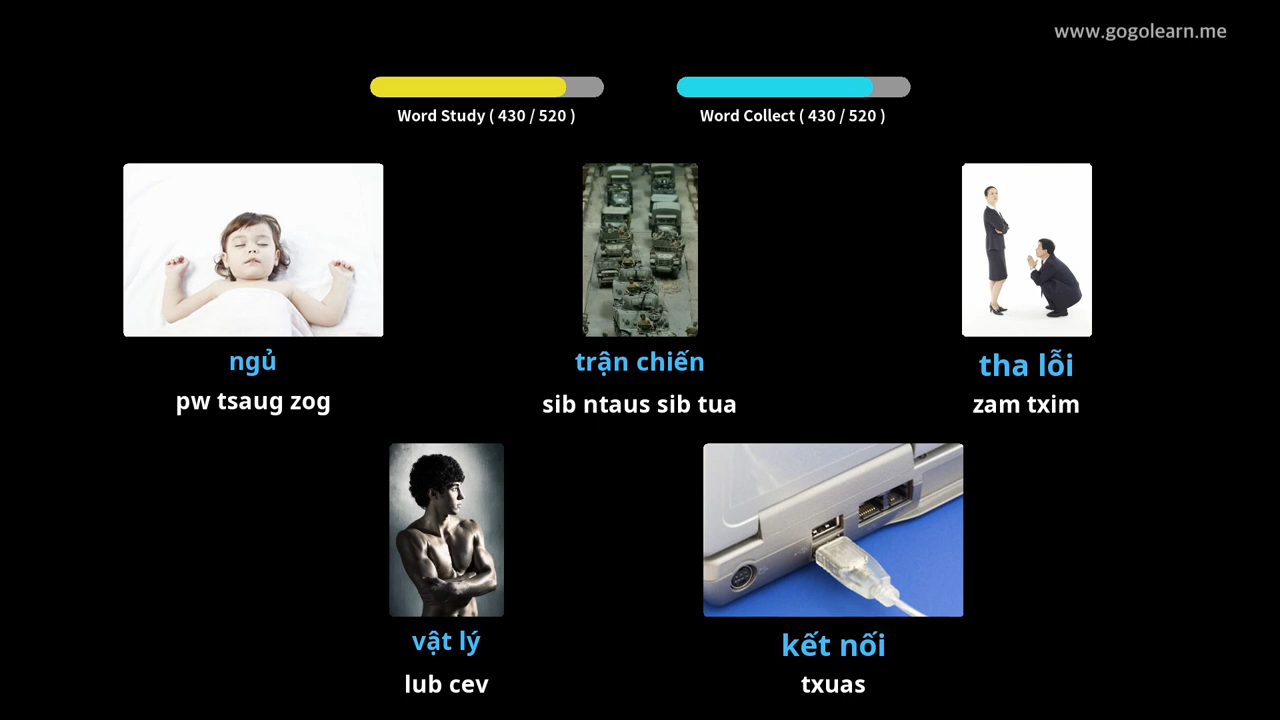 www.gogolearn.me
Word Study ( 430 / 520 )
Word Collect ( 430 / 520 )
ngủ
pw tsaug zog
trận chiến
sib ntaus sib tua
tha lỗi
zam txim
vật lý
lub cev
kết nối
txuas